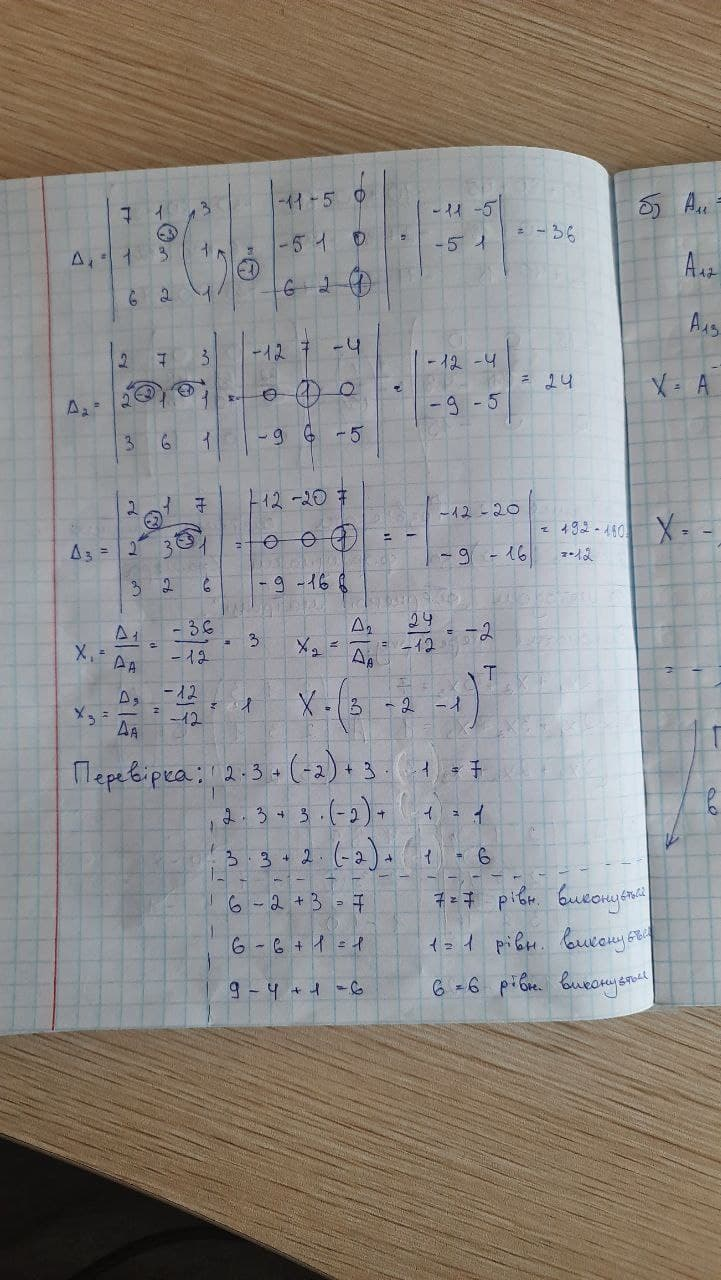 Δ₁ = | 7 1 3 ; 1 3 1 ; 6 2 1 | = | -11 -5 0 ; -5 1 0 ; 6 2 1 | = | -11 -5 ; -5 1 | = -36
Δ₂ = | 2 7 3 ; 2 1 1 ; 3 6 1 | = | -12 7 -4 ; 0 1 0 ; -9 6 -5 | = | -12 -4 ; -9 -5 | = 24
Δ₃ = | 2 1 7 ; 2 3 1 ; 3 2 6 | = | -12 -20 7 ; 0 0 1 ; -9 -16 6 | = - | -12 -20 ; -9 -16 | = 192 - 180
= -12
X₁ = Δ₁/Δ_A = -36/-12 = 3 X₂ = Δ₂/Δ_A = 24/-12 = -2
X₃ = Δ₃/Δ_A = -12/-12 = 1 X = (3 -2 -1)ᵀ
Перевірка: 2·3 + (-2) + 3· 1 = 7
2·3 + 3·(-2) + 1 = 1
3·3 + 2·(-2) + 1 = 6
6 - 2 + 3 = 7 7 = 7 рівн. виконується
6 - 6 + 1 = 1 1 = 1 рівн. виконується
9 - 4 + 1 = 6 6 = 6 рівн. виконується
б) A₁₁ =
A₁₂
A₁₃
X = A⁻
X = -
= -
в